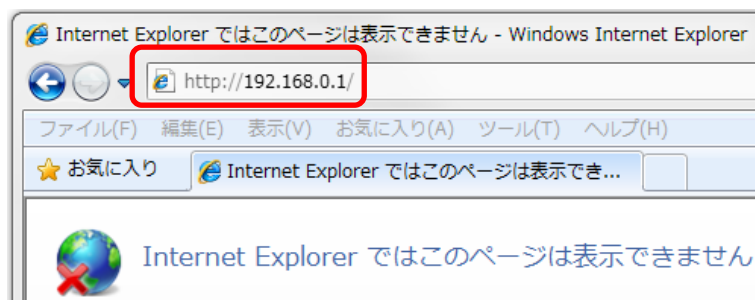 Internet Explorer ではこのページは表示できません - Windows Internet Explorer
http://192.168.0.1/
ファイル(F) 編集(E) 表示(V) お気に入り(A) ツール(T) ヘルプ(H)
お気に入り Internet Explorer ではこのページは表示でき...
Internet Explorer ではこのページは表示できません